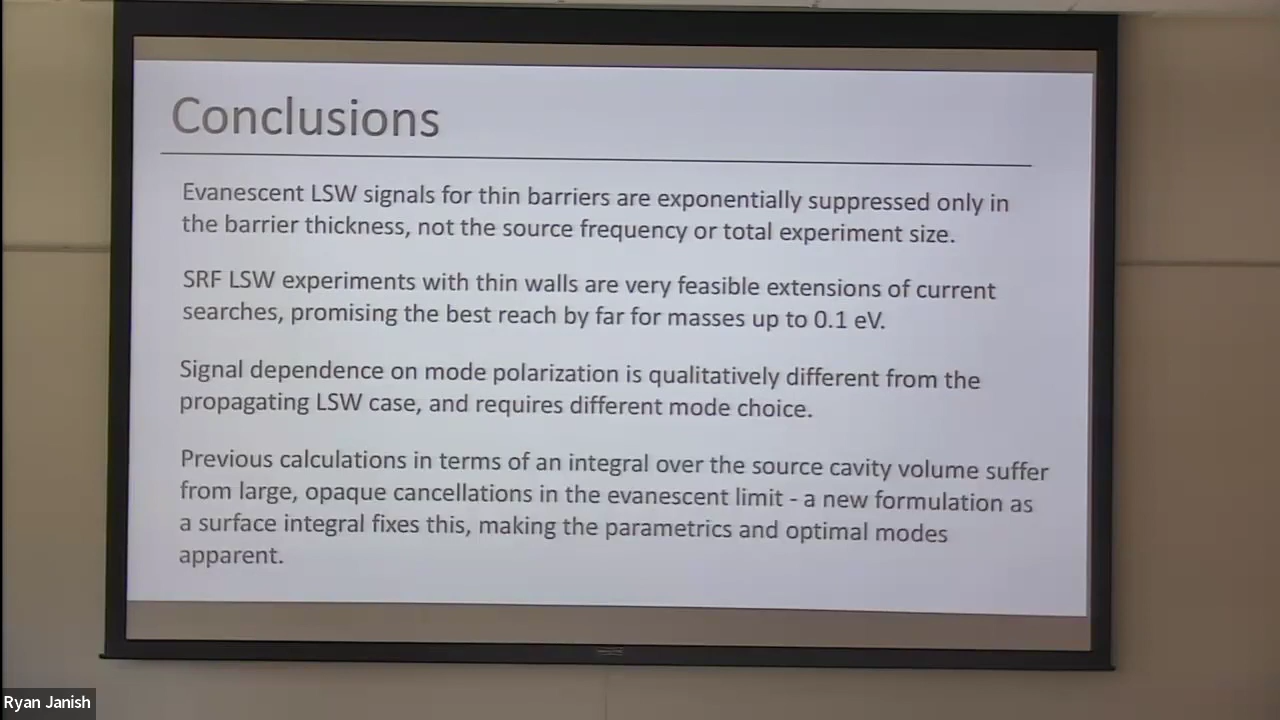 Conclusions
Evanescent LSW signals for thin barriers are exponentially suppressed only in
the barrier thickness, not the source frequency or total experiment size.
SRF LSW experiments with thin walls are very feasible extensions of current
searches, promising the best reach by far for masses up to 0.1 eV.
Signal dependence on mode polarization is qualitatively different from the
propagating LSW case, and requires different mode choice.
Previous calculations in terms of an integral over the source cavity volume suffer
from large, opaque cancellations in the evanescent limit - a new formulation as
a surface integral fixes this, making the parametrics and optimal modes
apparent.
Ryan Janish